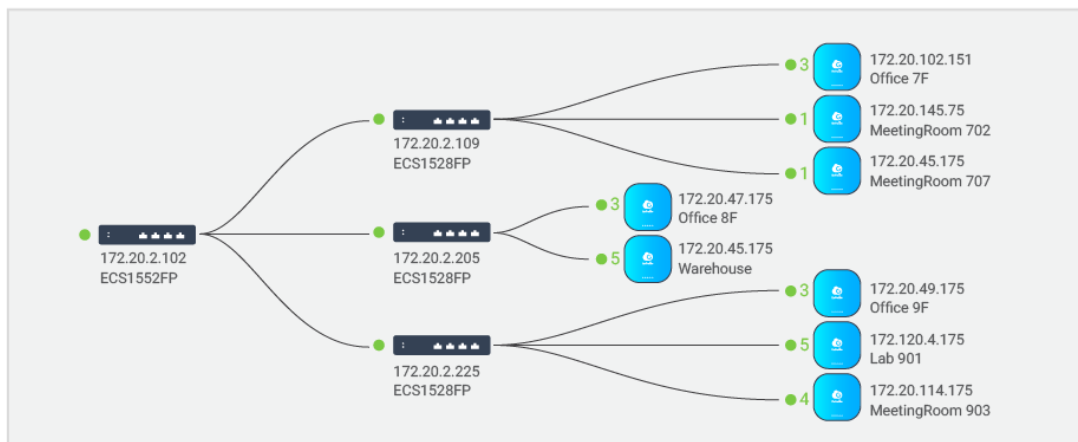 3
172.20.102.151
Office 7F
1
172.20.145.75
MeetingRoom 702
1
172.20.45.175
MeetingRoom 707
172.20.2.109
ECS1528FP
3
172.20.47.175
Office 8F
5
172.20.45.175
Warehouse
172.20.2.205
ECS1528FP
172.20.2.102
ECS1552FP
3
172.20.49.175
Office 9F
5
172.120.4.175
Lab 901
4
172.20.114.175
MeetingRoom 903
172.20.2.225
ECS1528FP